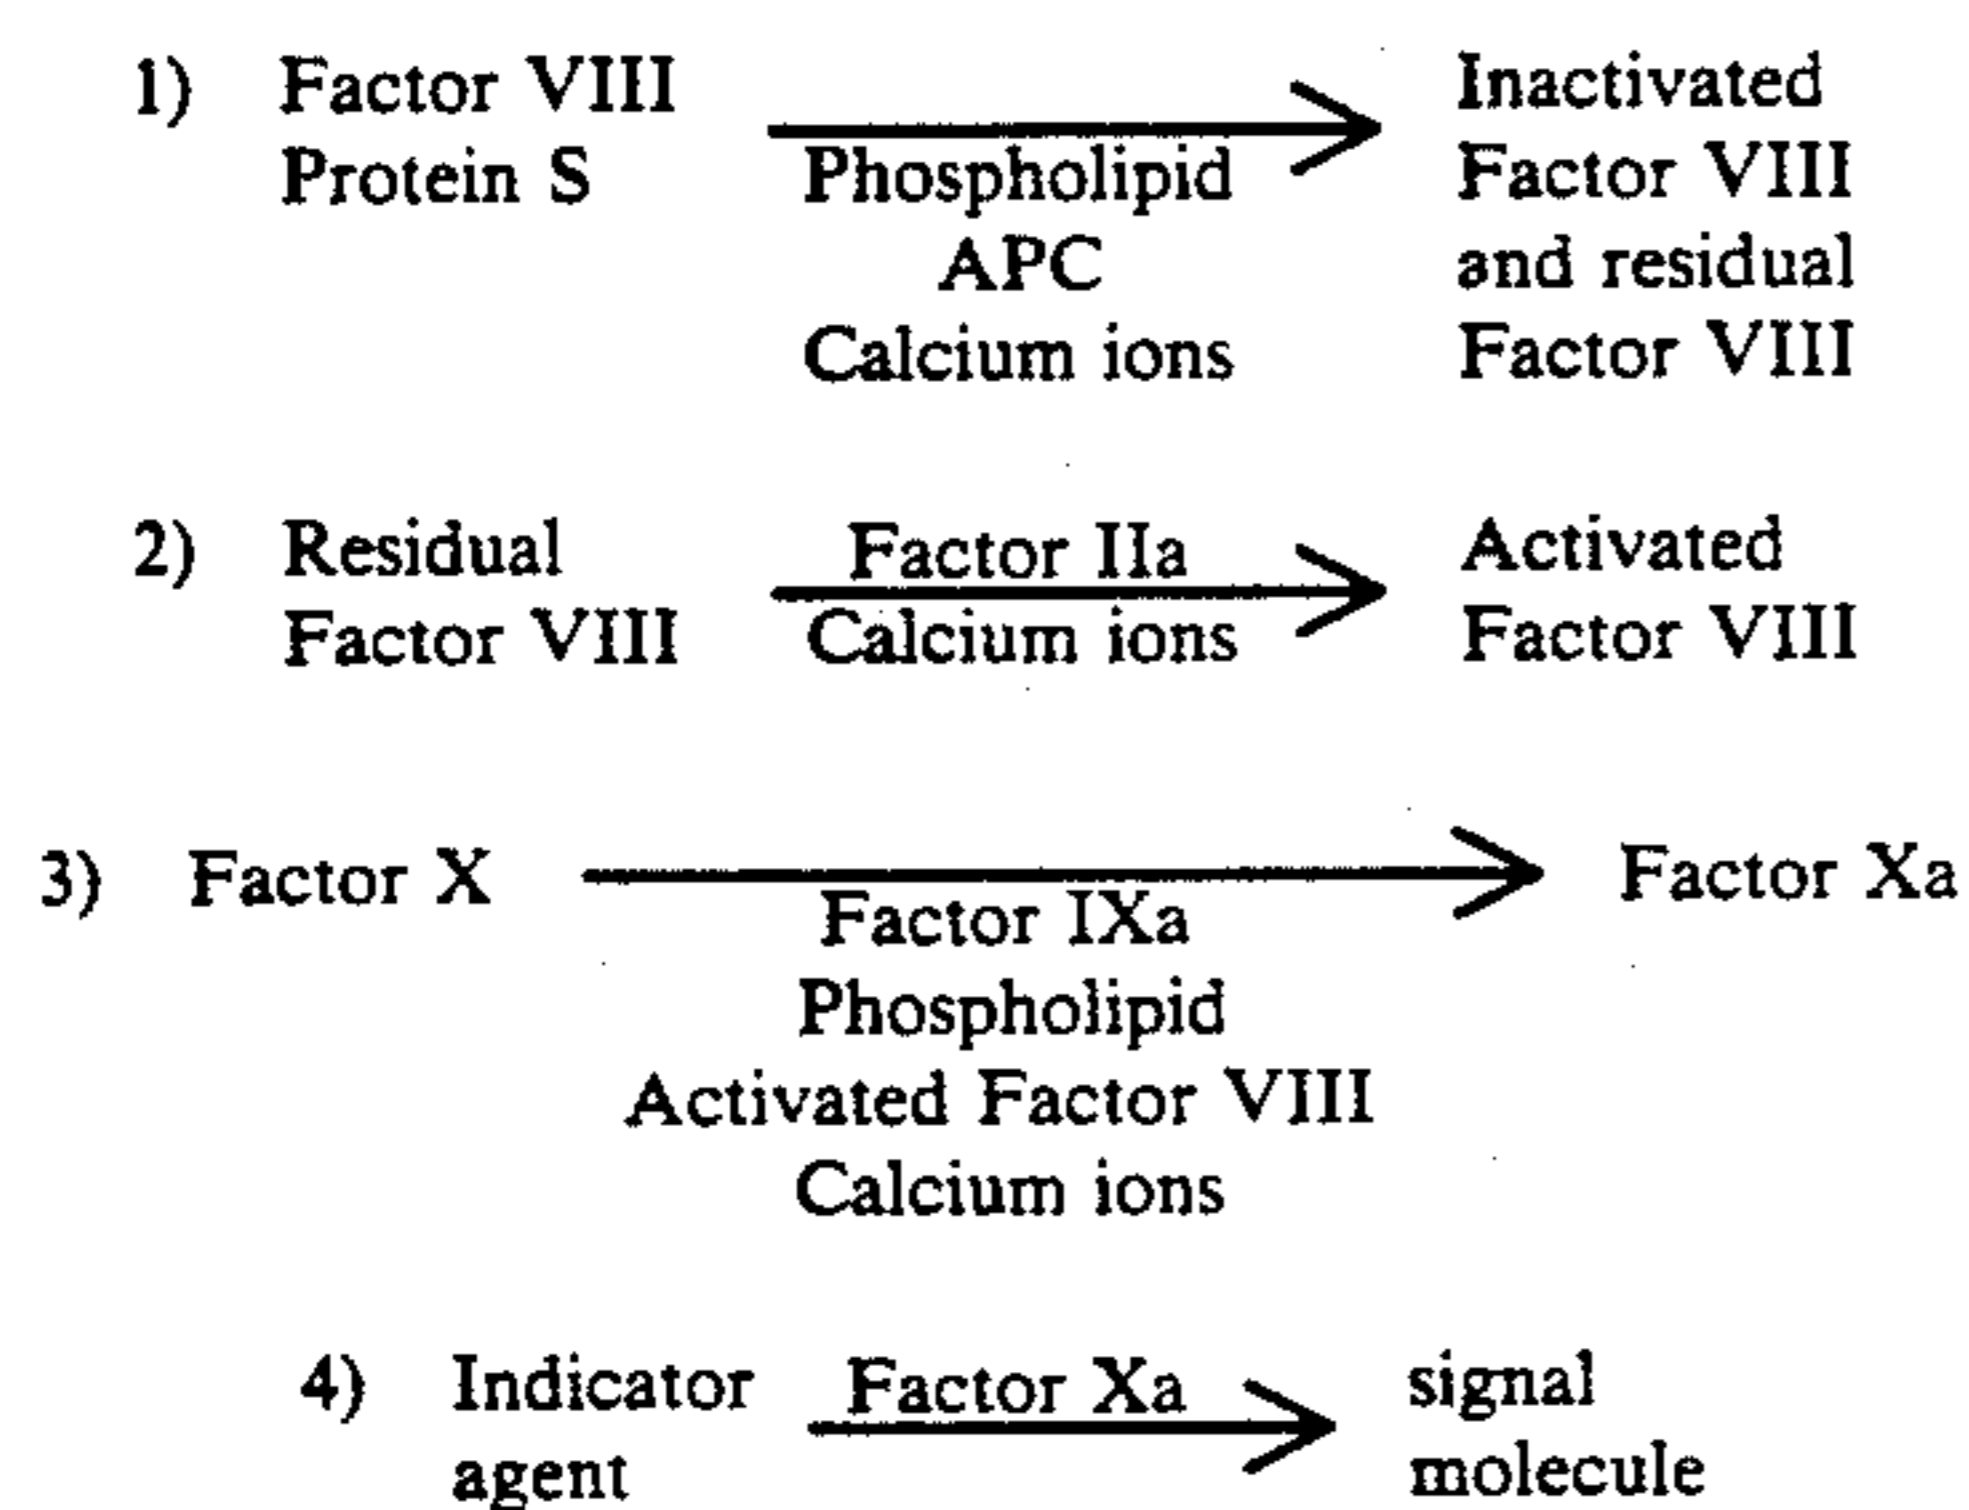 1) Factor VIII Inactivated
Protein S Phospholipid Factor VIII
APC and residual
Calcium ions Factor VIII
2) Residual Factor IIa Activated
Factor VIII Calcium ions Factor VIII
3) Factor X Factor Xa
Factor IXa
Phospholipid
Activated Factor VIII
Calcium ions
4) Indicator Factor Xa signal
agent molecule